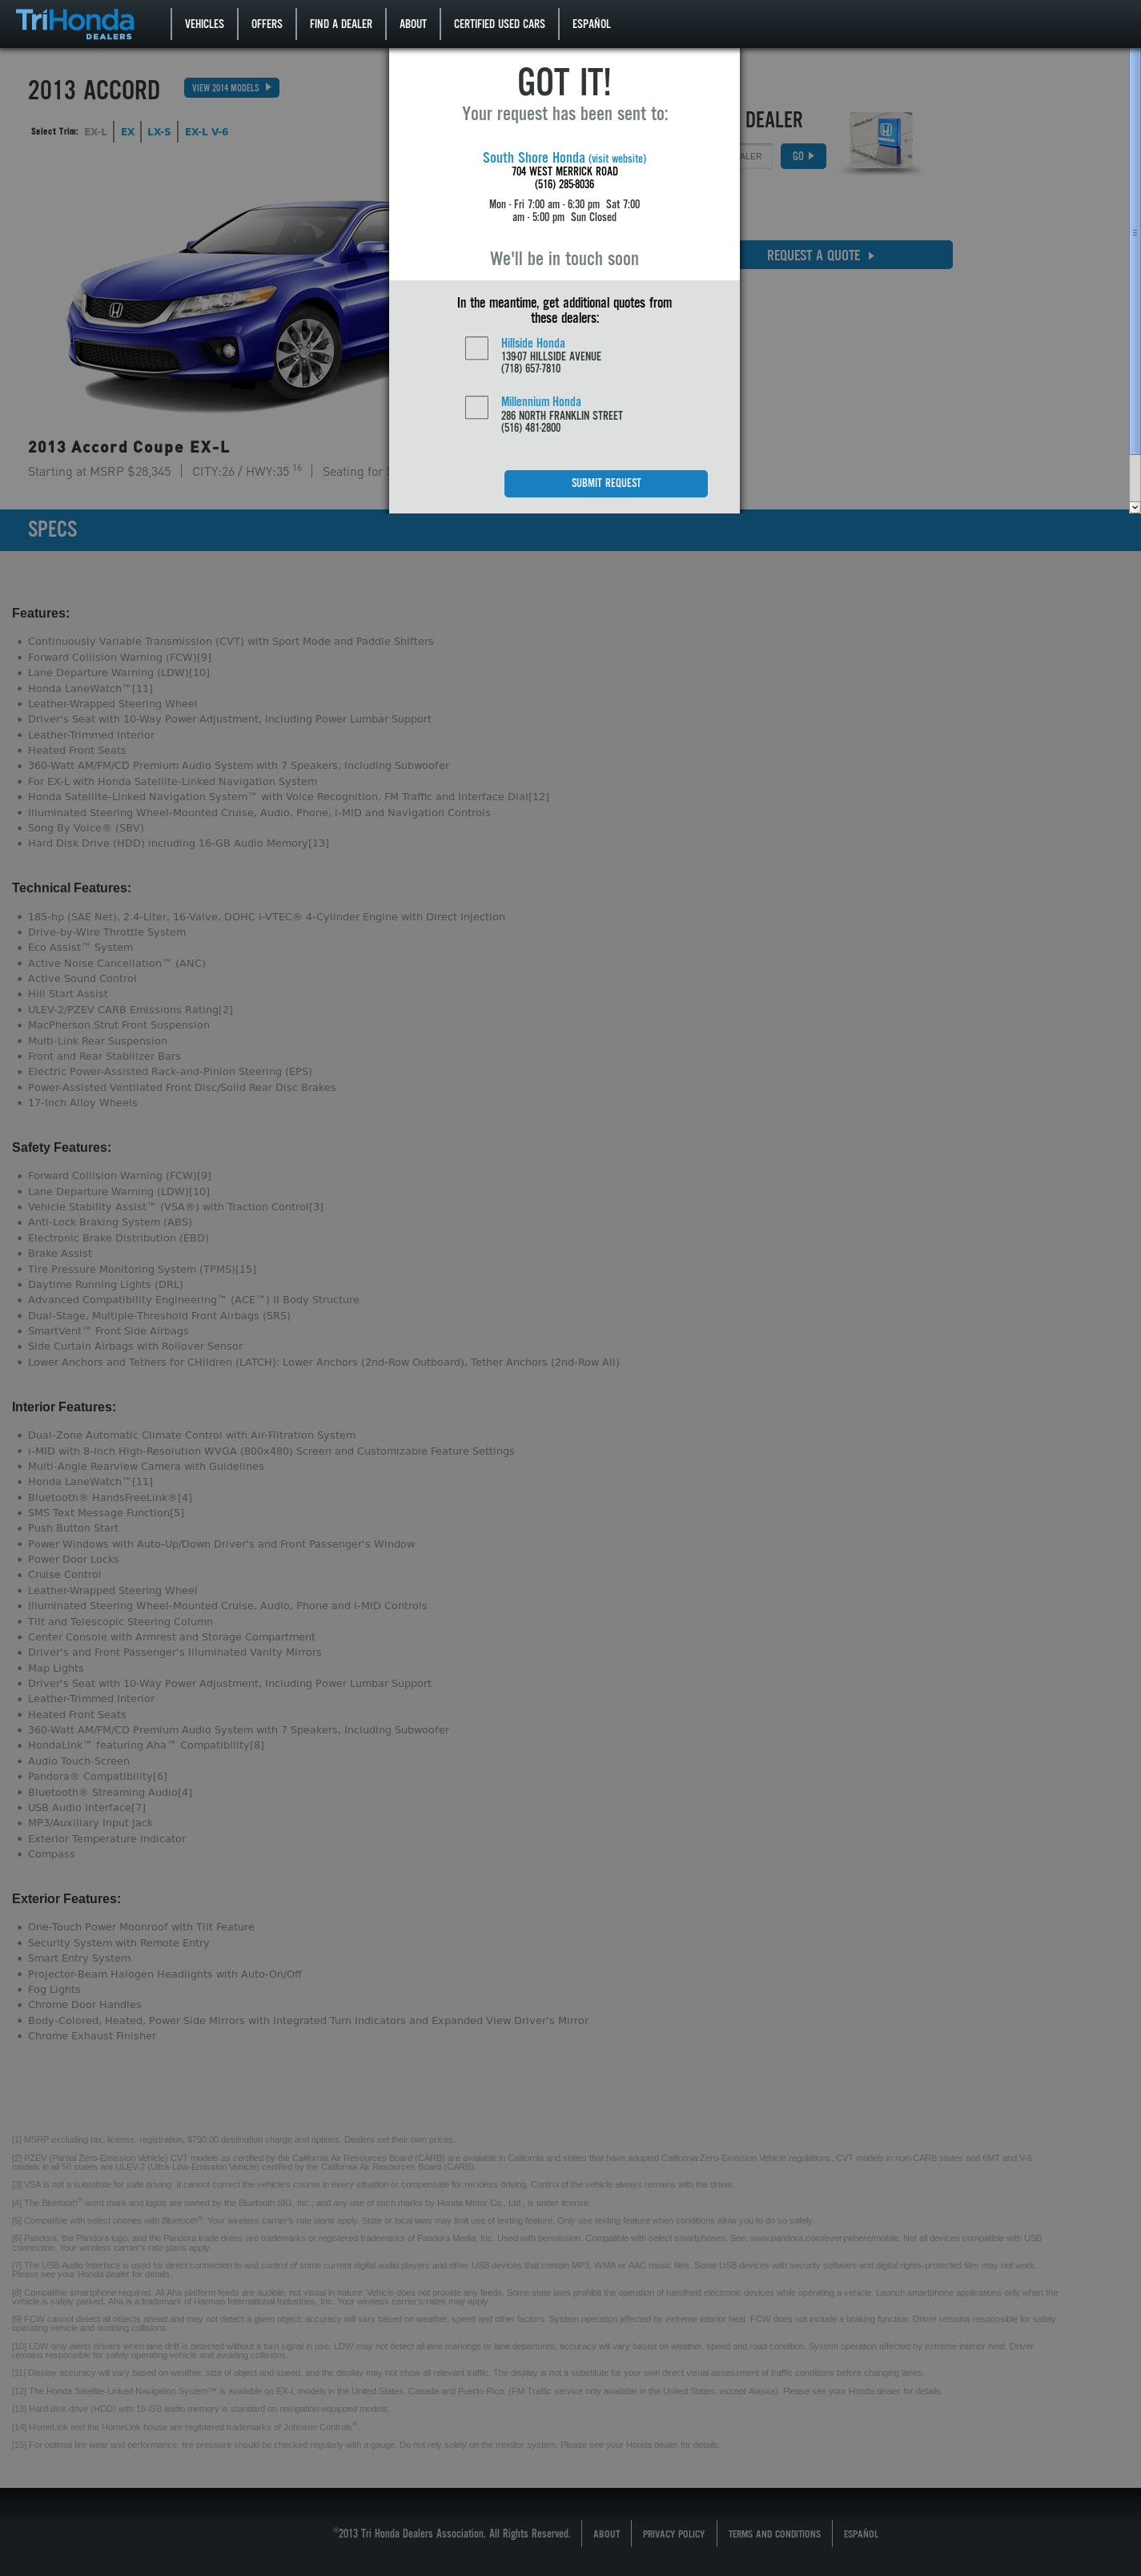 TriHonda
DEALERS
VEHICLES
OFFERS
FIND A DEALER
ABOUT
CERTIFIED USED CARS
ESPAÑOL
2013 ACCORD
VIEW 2014 MODELS
Select Trim: EX-L EX LX-S EX-L V-6
GOT IT!
Your request has been sent to:
South Shore Honda (visit website)
704 WEST MERRICK ROAD
(516) 285-8036
Mon - Fri 7:00 am - 6:30 pm Sat 7:00
am - 5:00 pm Sun Closed
We'll be in touch soon
In the meantime, get additional quotes from
these dealers:
Hillside Honda
139-07 HILLSIDE AVENUE
(718) 657-7810
Millennium Honda
286 NORTH FRANKLIN STREET
(516) 481-2800
SUBMIT REQUEST
DEALER
ALER
GO
REQUEST A QUOTE
2013 Accord Coupe EX-L
Starting at MSRP $28,345 | CITY:26 / HWY:35 16 | Seating for
SPECS
Features:
Continuously Variable Transmission (CVT) with Sport Mode and Paddle Shifters
Forward Collision Warning (FCW)[9]
Lane Departure Warning (LDW)[10]
Honda LaneWatch™[11]
Leather-Wrapped Steering Wheel
Driver's Seat with 10-Way Power Adjustment, Including Power Lumbar Support
Leather-Trimmed Interior
Heated Front Seats
360-Watt AM/FM/CD Premium Audio System with 7 Speakers, Including Subwoofer
For EX-L with Honda Satellite-Linked Navigation System
Honda Satellite-Linked Navigation System™ with Voice Recognition, FM Traffic and Interface Dial[12]
Illuminated Steering Wheel-Mounted Cruise, Audio, Phone, i-MID and Navigation Controls
Song By Voice® (SBV)
Hard Disk Drive (HDD) including 16-GB Audio Memory[13]
Technical Features:
185-hp (SAE Net), 2.4-Liter, 16-Valve, DOHC i-VTEC® 4-Cylinder Engine with Direct Injection
Drive-by-Wire Throttle System
Eco Assist™ System
Active Noise Cancellation™ (ANC)
Active Sound Control
Hill Start Assist
ULEV-2/PZEV CARB Emissions Rating[2]
MacPherson Strut Front Suspension
Multi-Link Rear Suspension
Front and Rear Stabilizer Bars
Electric Power-Assisted Rack-and-Pinion Steering (EPS)
Power-Assisted Ventilated Front Disc/Solid Rear Disc Brakes
17-Inch Alloy Wheels
Safety Features:
Forward Collision Warning (FCW)[9]
Lane Departure Warning (LDW)[10]
Vehicle Stability Assist™ (VSA®) with Traction Control[3]
Anti-Lock Braking System (ABS)
Electronic Brake Distribution (EBD)
Brake Assist
Tire Pressure Monitoring System (TPMS)[15]
Daytime Running Lights (DRL)
Advanced Compatibility Engineering™ (ACE™) II Body Structure
Dual-Stage, Multiple-Threshold Front Airbags (SRS)
SmartVent™ Front Side Airbags
Side Curtain Airbags with Rollover Sensor
Lower Anchors and Tethers for CHildren (LATCH): Lower Anchors (2nd-Row Outboard), Tether Anchors (2nd-Row All)
Interior Features:
Dual-Zone Automatic Climate Control with Air-Filtration System
i-MID with 8-Inch High-Resolution WVGA (800x480) Screen and Customizable Feature Settings
Multi-Angle Rearview Camera with Guidelines
Honda LaneWatch™[11]
Bluetooth® HandsFreeLink®[4]
SMS Text Message Function[5]
Push Button Start
Power Windows with Auto-Up/Down Driver's and Front Passenger's Window
Power Door Locks
Cruise Control
Leather-Wrapped Steering Wheel
Illuminated Steering Wheel-Mounted Cruise, Audio, Phone and i-MID Controls
Tilt and Telescopic Steering Column
Center Console with Armrest and Storage Compartment
Driver's and Front Passenger's Illuminated Vanity Mirrors
Map Lights
Driver's Seat with 10-Way Power Adjustment, Including Power Lumbar Support
Leather-Trimmed Interior
Heated Front Seats
360-Watt AM/FM/CD Premium Audio System with 7 Speakers, Including Subwoofer
HondaLink™ featuring Aha™ Compatibility[8]
Audio Touch-Screen
Pandora® Compatibility[6]
Bluetooth® Streaming Audio[4]
USB Audio Interface[7]
MP3/Auxiliary Input Jack
Exterior Temperature Indicator
Compass
Exterior Features:
One-Touch Power Moonroof with Tilt Feature
Security System with Remote Entry
Smart Entry System
Projector-Beam Halogen Headlights with Auto-On/Off
Fog Lights
Chrome Door Handles
Body-Colored, Heated, Power Side Mirrors with Integrated Turn Indicators and Expanded View Driver's Mirror
Chrome Exhaust Finisher
[1] MSRP excluding tax, license, registration, $790.00 destination charge and options. Dealers set their own prices.
[2] PZEV (Partial Zero-Emission Vehicle) CVT models as certified by the California Air Resources Board (CARB) are available in California and states that have adopted California Zero-Emission Vehicle regulations. CVT models in non-CARB states and 6MT and V-6
models in all 50 states are ULEV-2 (Ultra-Low-Emission Vehicle) certified by the California Air Resources Board (CARB).
[3] VSA is not a substitute for safe driving. It cannot correct the vehicle's course in every situation or compensate for reckless driving. Control of the vehicle always remains with the driver.
[4] The Bluetooth® word mark and logos are owned by the Bluetooth SIG, Inc., and any use of such marks by Honda Motor Co., Ltd., is under license.
[5] Compatible with select phones with Bluetooth®. Your wireless carrier's rate plans apply. State or local laws may limit use of texting feature. Only use texting feature when conditions allow you to do so safely.
[6] Pandora, the Pandora logo, and the Pandora trade dress are trademarks or registered trademarks of Pandora Media, Inc. Used with permission. Compatible with select smartphones. See: www.pandora.com/everywhere/mobile. Not all devices compatible with USB
connection. Your wireless carrier's rate plans apply.
[7] The USB Audio Interface is used for direct connection to and control of some current digital audio players and other USB devices that contain MP3, WMA or AAC music files. Some USB devices with security software and digital rights-protected files may not work.
Please see your Honda dealer for details.
[8] Compatible smartphone required. All Aha platform feeds are audible, not visual in nature. Vehicle does not provide any feeds. Some state laws prohibit the operation of handheld electronic devices while operating a vehicle. Launch smartphone applications only when the
vehicle is safely parked. Aha is a trademark of Harman International Industries, Inc. Your wireless carrier's rates may apply.
[9] FCW cannot detect all objects ahead and may not detect a given object; accuracy will vary based on weather, speed and other factors. System operation affected by extreme interior heat. FCW does not include a braking function. Driver remains responsible for safely
operating vehicle and avoiding collisions.
[10] LDW only alerts drivers when lane drift is detected without a turn signal in use. LDW may not detect all lane markings or lane departures; accuracy will vary based on weather, speed and road condition. System operation affected by extreme interior heat. Driver
remains responsible for safely operating vehicle and avoiding collisions.
[11] Display accuracy will vary based on weather, size of object and speed, and the display may not show all relevant traffic. The display is not a substitute for your own direct visual assessment of traffic conditions before changing lanes.
[12] The Honda Satellite-Linked Navigation System™ is available on EX-L models in the United States, Canada and Puerto Rico. (FM Traffic service only available in the United States, except Alaska). Please see your Honda dealer for details.
[13] Hard disk drive (HDD) with 16-GB audio memory is standard on navigation-equipped models.
[14] HomeLink and the HomeLink house are registered trademarks of Johnson Controls®.
[15] For optimal tire wear and performance, tire pressure should be checked regularly with a gauge. Do not rely solely on the monitor system. Please see your Honda dealer for details.
©2013 Tri Honda Dealers Association. All Rights Reserved.
ABOUT
PRIVACY POLICY
TERMS AND CONDITIONS
ESPAÑOL